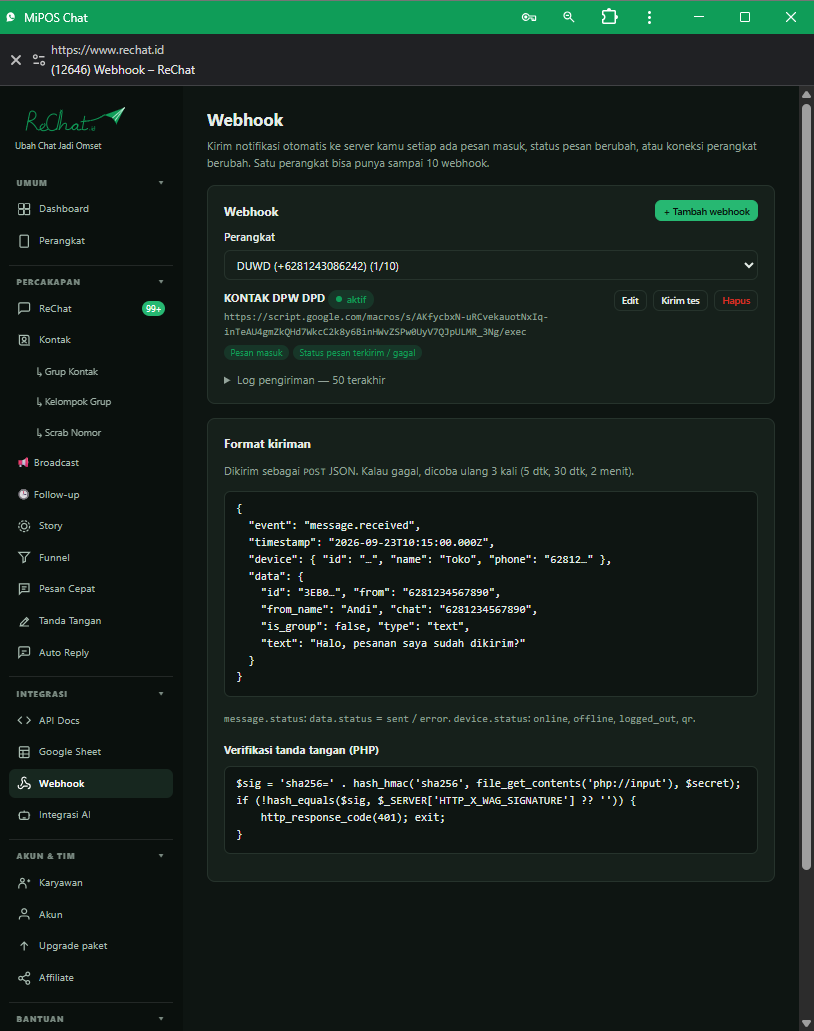 MiPOS Chat
https://www.rechat.id
(12646) Webhook – ReChat
ReChat.id
Ubah Chat Jadi Omset
UMUM
Dashboard
Perangkat
PERCAKAPAN
ReChat 99+
Kontak
↳ Grup Kontak
↳ Kelompok Grup
↳ Scrab Nomor
Broadcast
Follow-up
Story
Funnel
Pesan Cepat
Tanda Tangan
Auto Reply
INTEGRASI
API Docs
Google Sheet
Webhook
Integrasi AI
AKUN & TIM
Karyawan
Akun
Upgrade paket
Affiliate
BANTUAN
Webhook
Kirim notifikasi otomatis ke server kamu setiap ada pesan masuk, status pesan berubah, atau koneksi perangkat
berubah. Satu perangkat bisa punya sampai 10 webhook.
Webhook
+ Tambah webhook
Perangkat
DUWD (+6281243086242) (1/10)
KONTAK DPW DPD aktif
Edit Kirim tes Hapus
https://script.google.com/macros/s/AKfycbxN-uRCvekauotNxIq-
inTeAU4gmZkQHd7WkcC2k8y6BinHWvZSPw0UyV7QJpULMR_3Ng/exec
Pesan masuk Status pesan terkirim / gagal
Log pengiriman — 50 terakhir
Format kiriman
Dikirim sebagai POST JSON. Kalau gagal, dicoba ulang 3 kali (5 dtk, 30 dtk, 2 menit).
{
"event": "message.received",
"timestamp": "2026-09-23T10:15:00.000Z",
"device": { "id": "…", "name": "Toko", "phone": "62812…" },
"data": {
"id": "3EB0…", "from": "6281234567890",
"from_name": "Andi", "chat": "6281234567890",
"is_group": false, "type": "text",
"text": "Halo, pesanan saya sudah dikirim?"
}
}
message.status: data.status = sent / error. device.status: online, offline, logged_out, qr.
Verifikasi tanda tangan (PHP)
$sig = 'sha256=' . hash_hmac('sha256', file_get_contents('php://input'), $secret);
if (!hash_equals($sig, $_SERVER['HTTP_X_WAG_SIGNATURE'] ?? '')) {
http_response_code(401); exit;
}